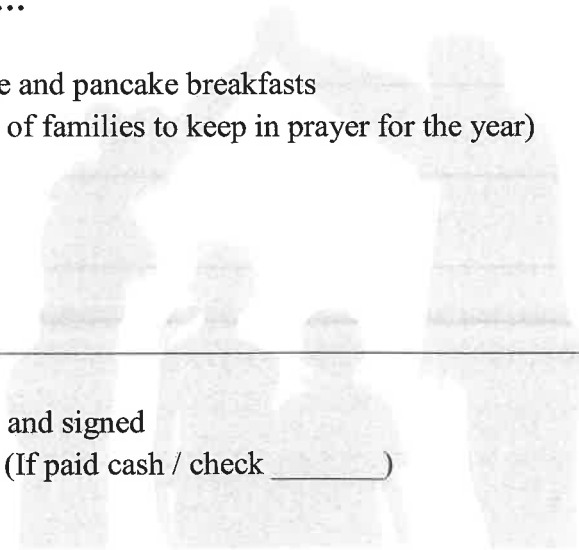 ...
e and pancake breakfasts
of families to keep in prayer for the year)
and signed
(If paid cash / check _______)